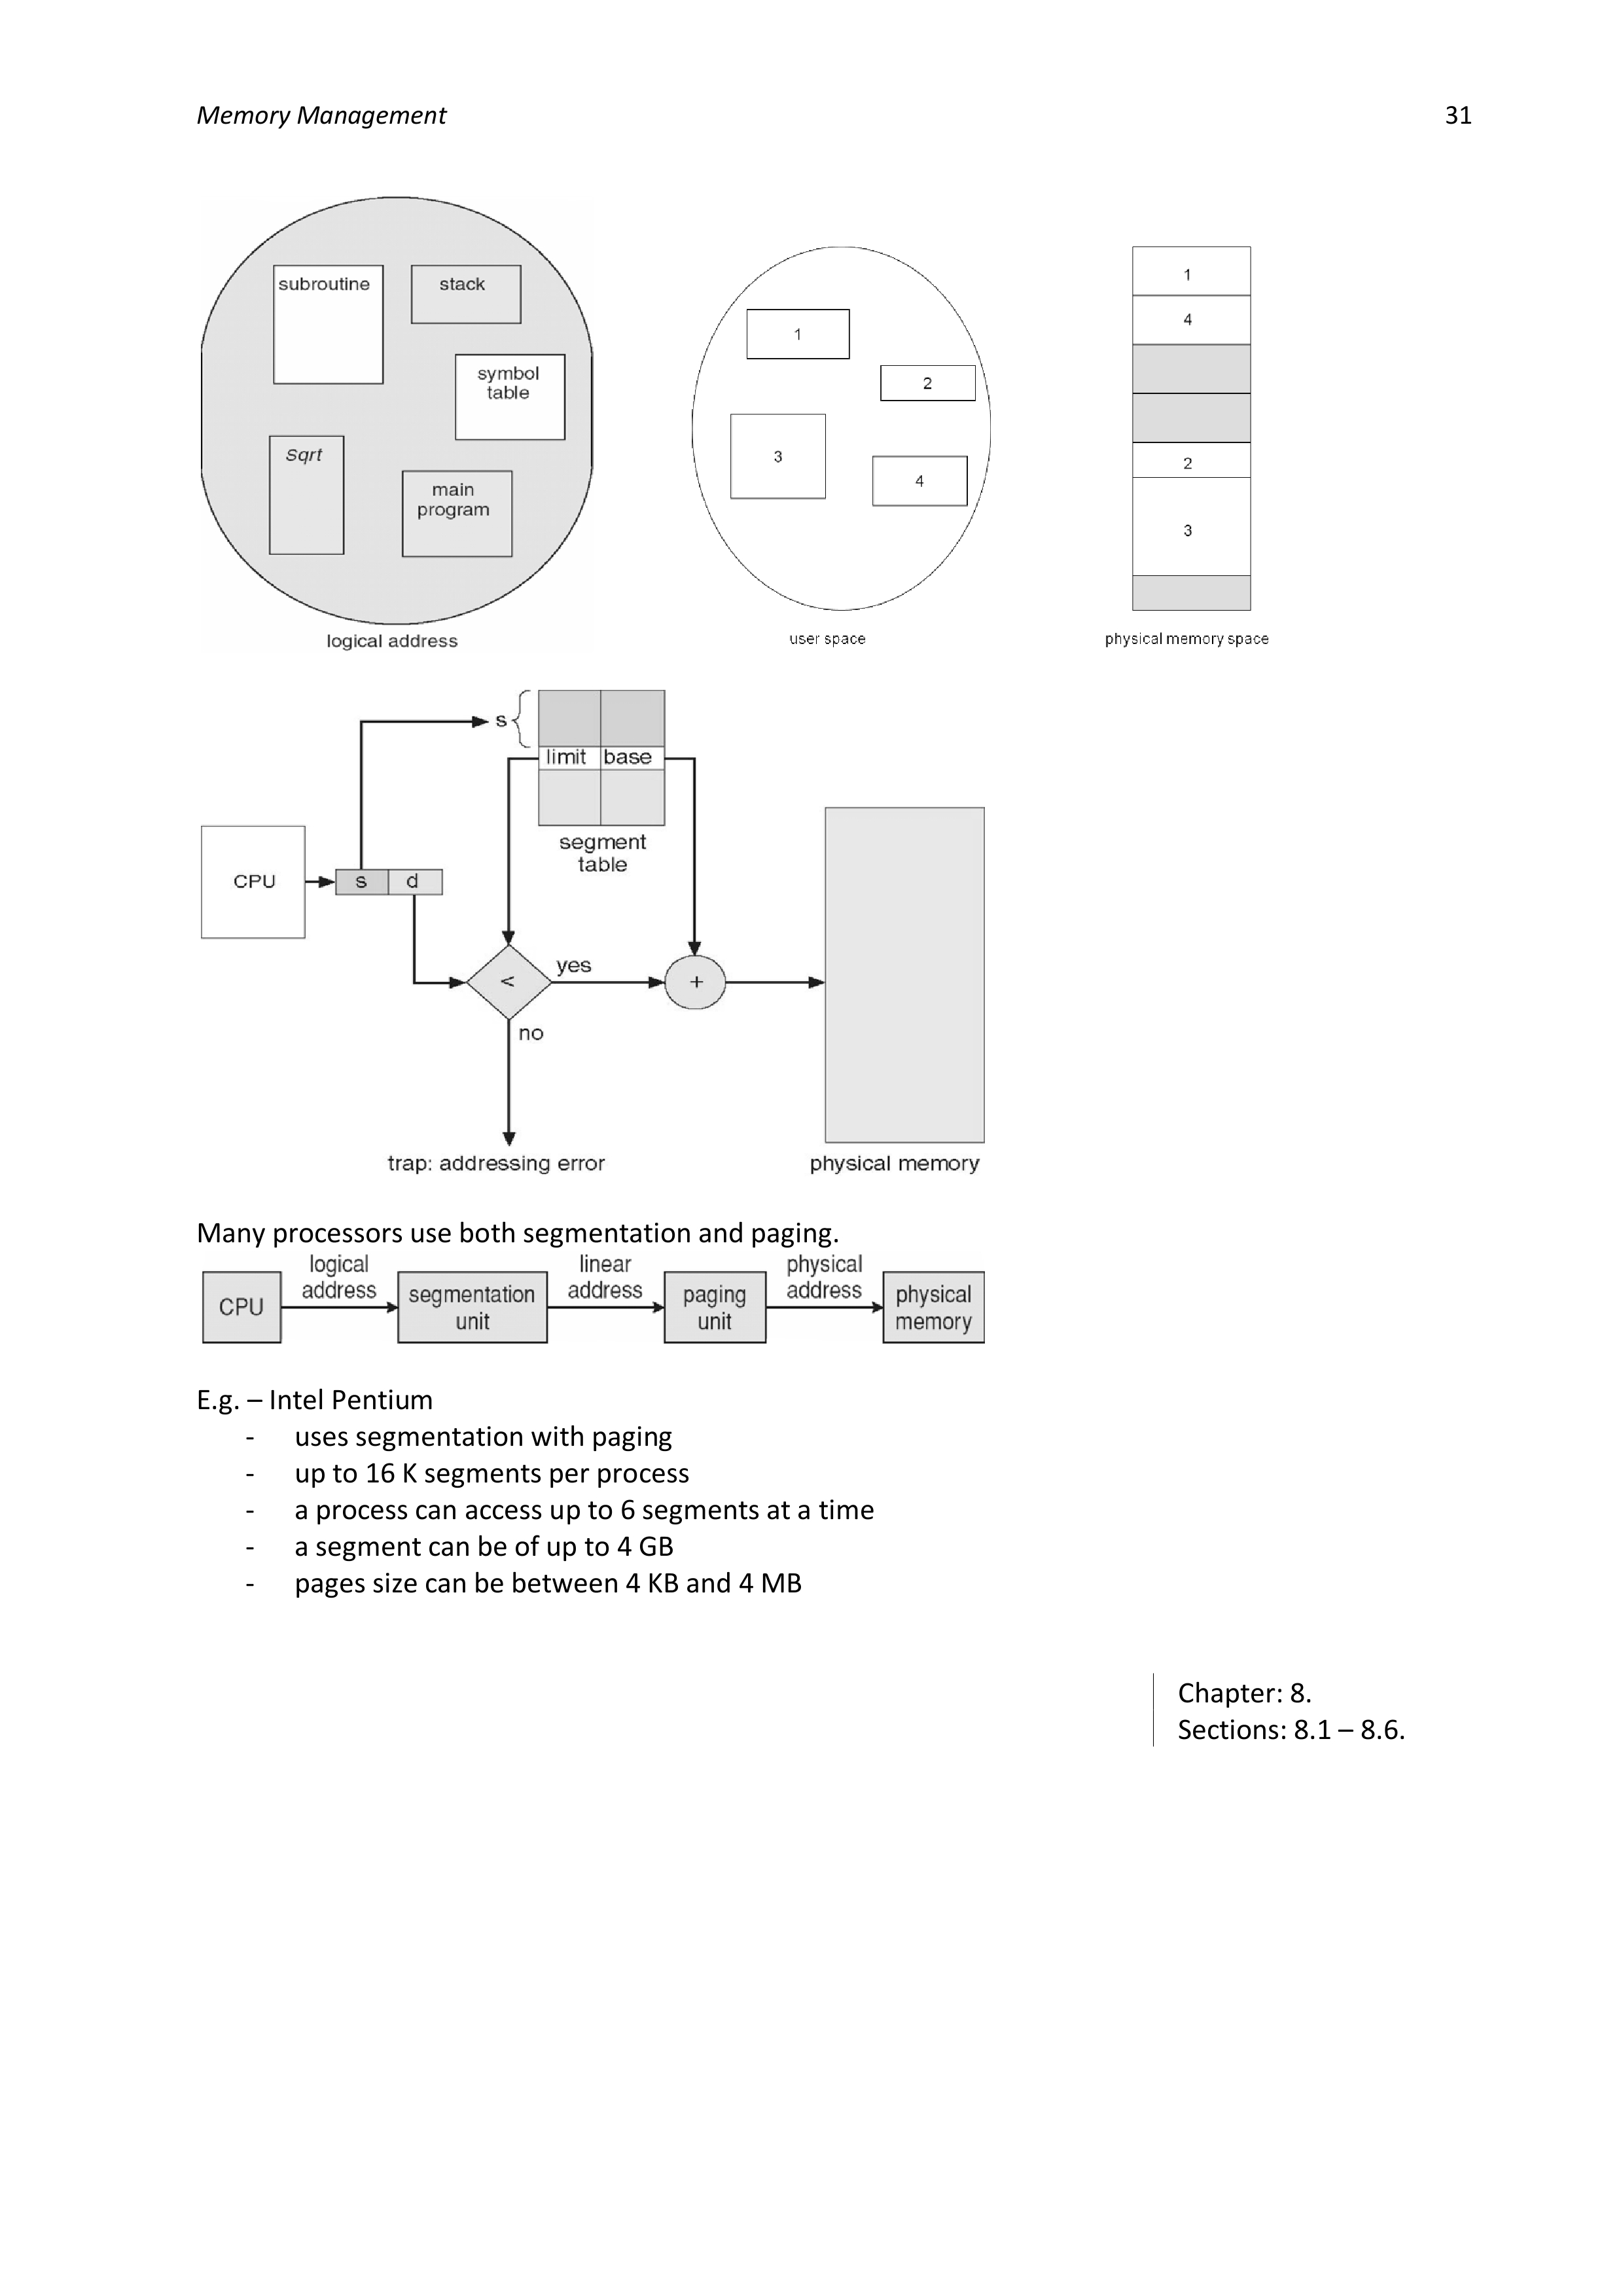 Memory Management 31
subroutine
stack
symbol
table
Sqrt
main
program
logical address
1
2
3
4
user space
1
4
2
3
physical memory space
s
limit base
segment
table
CPU
s d
<
yes
+
no
trap: addressing error
physical memory
Many processors use both segmentation and paging.
logical
address
linear
address
physical
address
CPU
segmentation
unit
paging
unit
physical
memory
E.g. – Intel Pentium
- uses segmentation with paging
- up to 16 K segments per process
- a process can access up to 6 segments at a time
- a segment can be of up to 4 GB
- pages size can be between 4 KB and 4 MB
Chapter: 8.
Sections: 8.1 – 8.6.